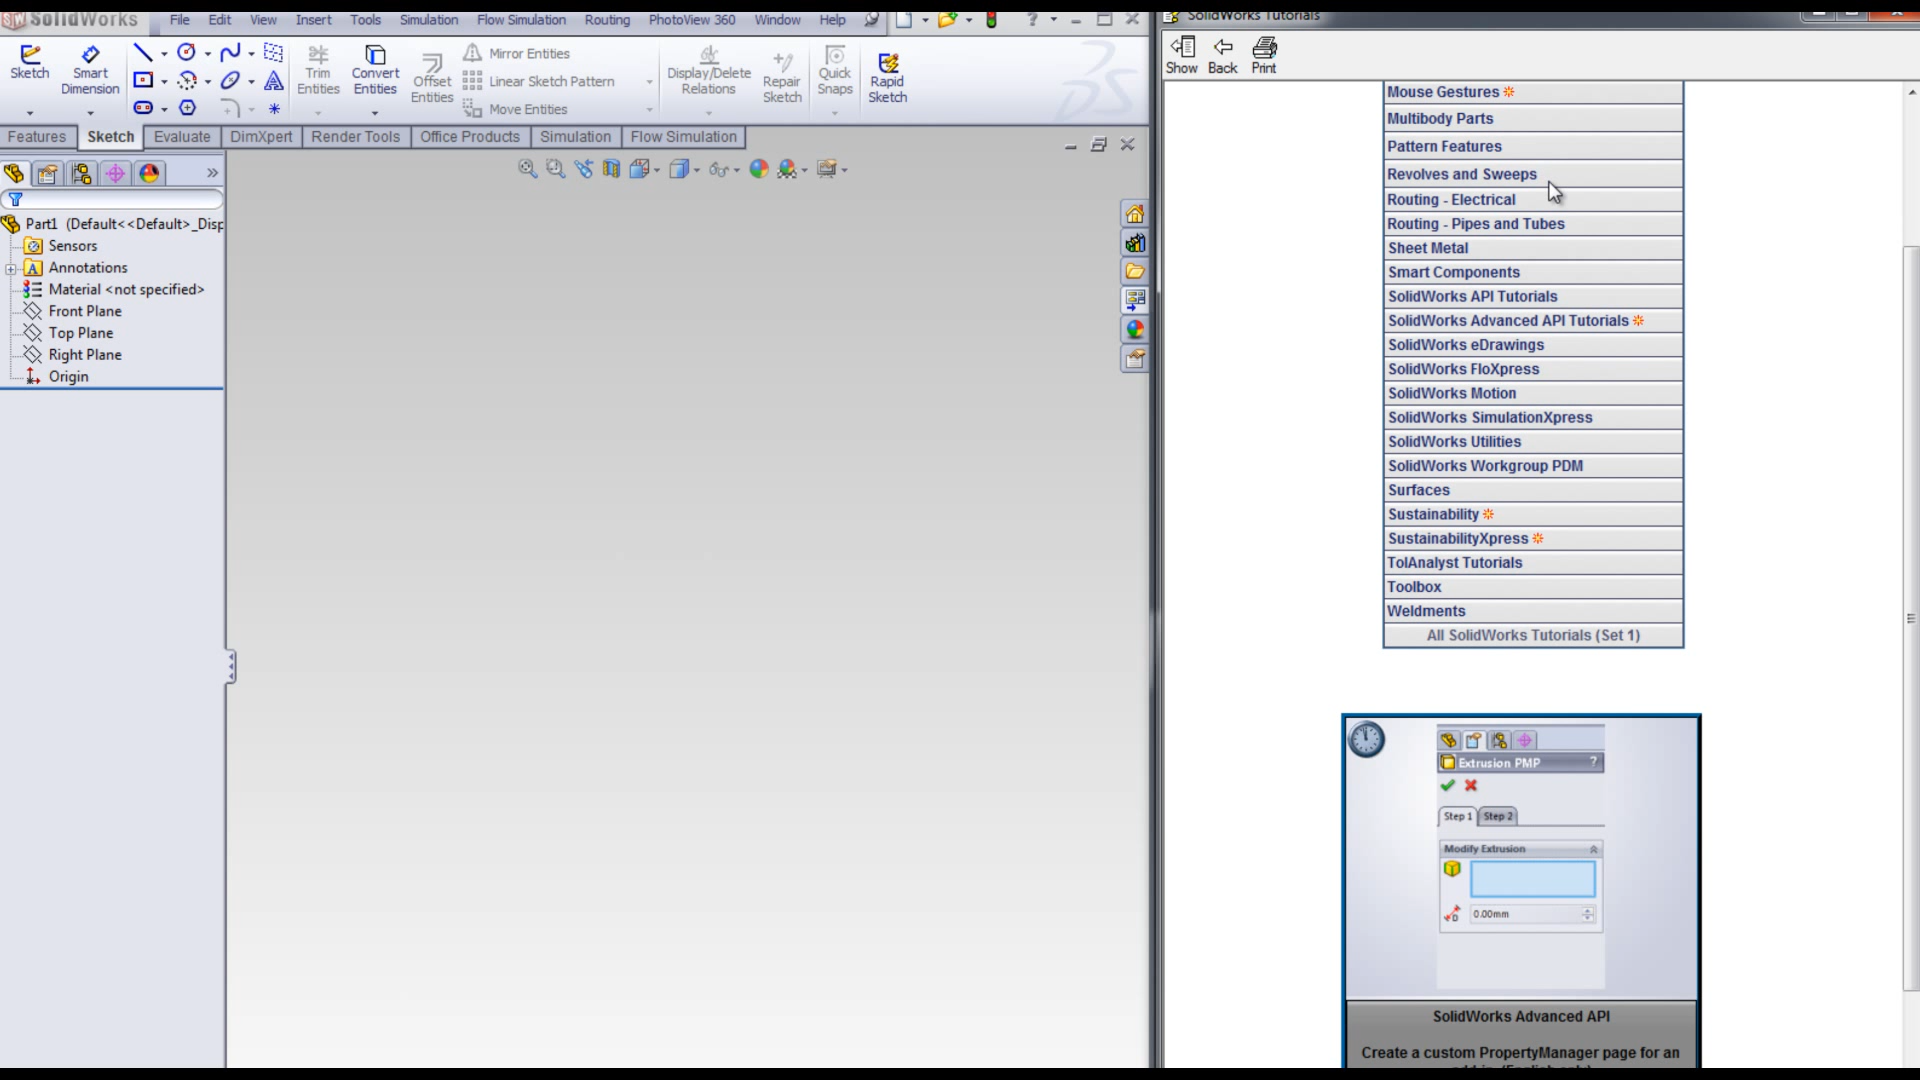 SolidWorks File Edit View Insert Tools Simulation Flow Simulation Routing PhotoView 360 Window Help ?
Sketch
Smart Dimension
Trim Entities
Convert Entities
Offset Entities
Mirror Entities
Linear Sketch Pattern
Move Entities
Display/Delete Relations
Repair Sketch
Quick Snaps
Rapid Sketch
Features Sketch Evaluate DimXpert Render Tools Office Products Simulation Flow Simulation
Part1 (Default<<Default>_Disp
Sensors
Annotations
Material <not specified>
Front Plane
Top Plane
Right Plane
Origin
SolidWorks Tutorials
Show Back Print
Mouse Gestures
Multibody Parts
Pattern Features
Revolves and Sweeps
Routing - Electrical
Routing - Pipes and Tubes
Sheet Metal
Smart Components
SolidWorks API Tutorials
SolidWorks Advanced API Tutorials
SolidWorks eDrawings
SolidWorks FloXpress
SolidWorks Motion
SolidWorks SimulationXpress
SolidWorks Utilities
SolidWorks Workgroup PDM
Surfaces
Sustainability
SustainabilityXpress
TolAnalyst Tutorials
Toolbox
Weldments
All SolidWorks Tutorials (Set 1)
Extrusion PMP ?
Step 1 Step 2
Modify Extrusion
0.00mm
SolidWorks Advanced API
Create a custom PropertyManager page for an